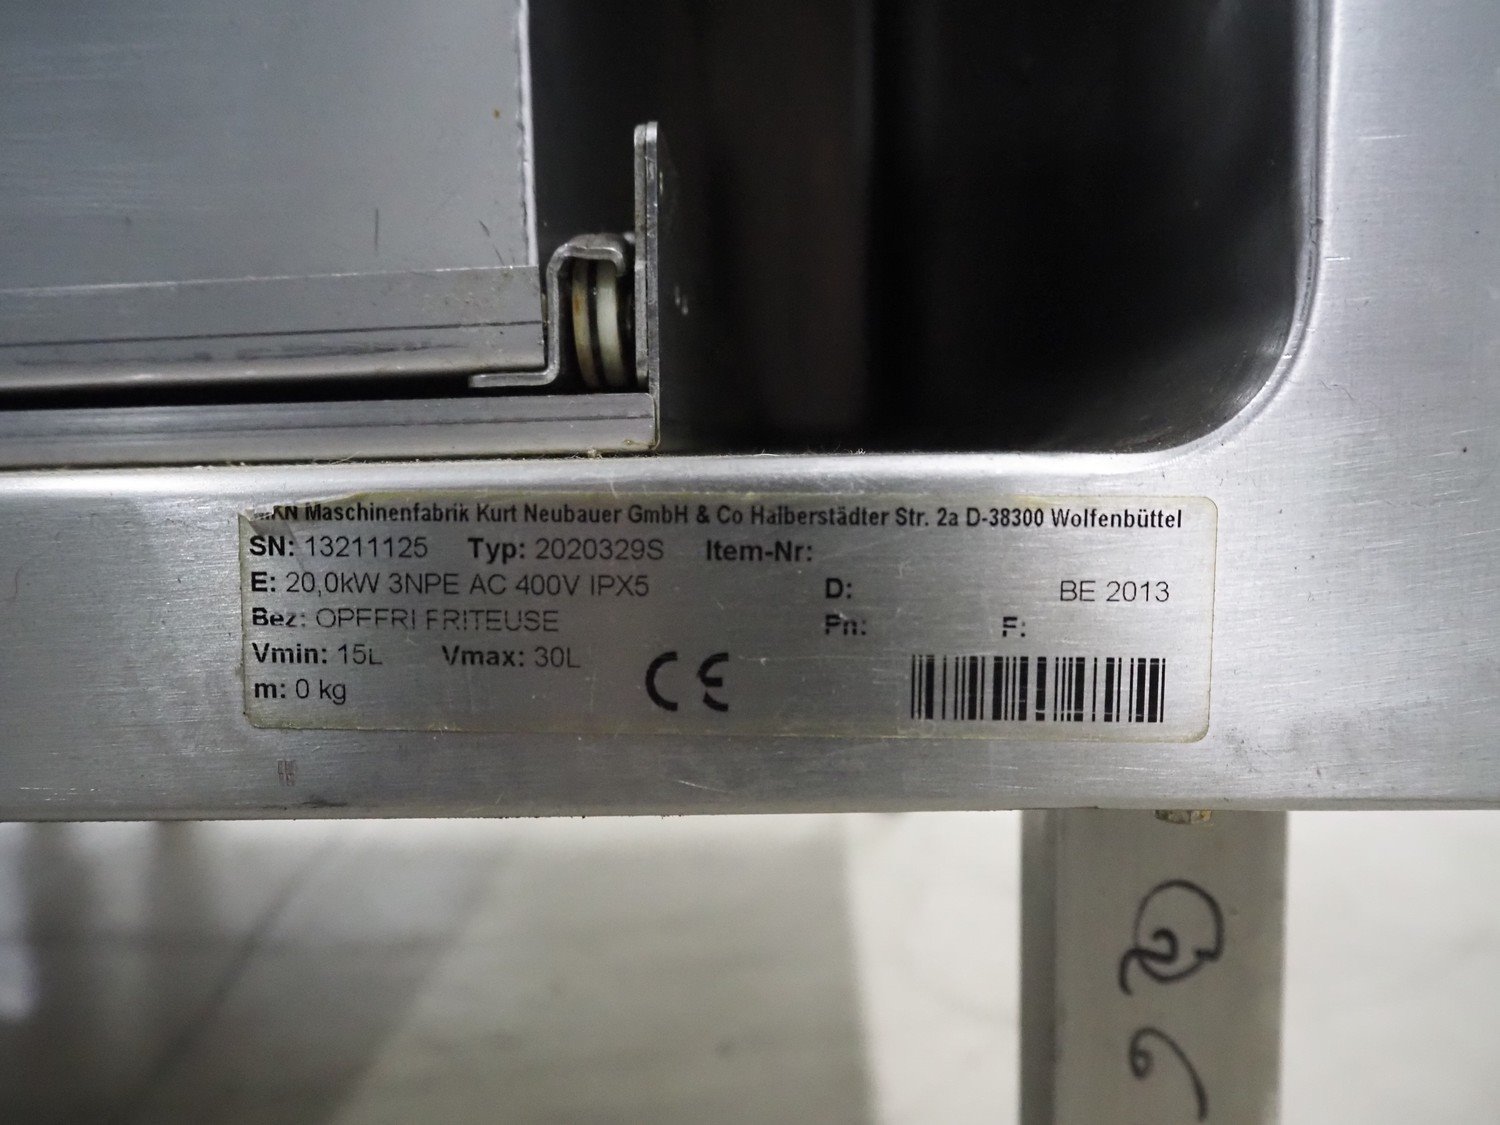 MKN Maschinenfabrik Kurt Neubauer GmbH & Co Halberstädter Str. 2a D-38300 Wolfenbüttel
SN: 13211125 Typ: 2020329S Item-Nr:
E: 20,0kW 3NPE AC 400V IPX5 D: BE 2013
Bez: OPFFRI FRITEUSE Pn: F:
Vmin: 15L Vmax: 30L CE
m: 0 kg